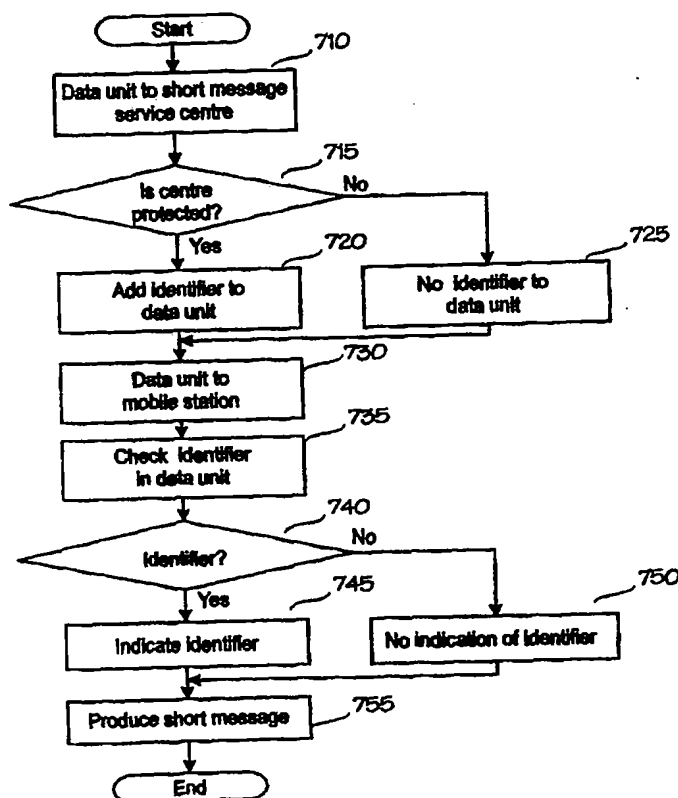 Start
710
Data unit to short message
service centre
715
Is centre
protected?
No
Yes
720
725
Add identifier to
data unit
No identifier to
data unit
730
Data unit to
mobile station
735
Check identifier
in data unit
740
Identifier?
No
Yes
745
750
Indicate identifier
No indication of identifier
Produce short message
755
End